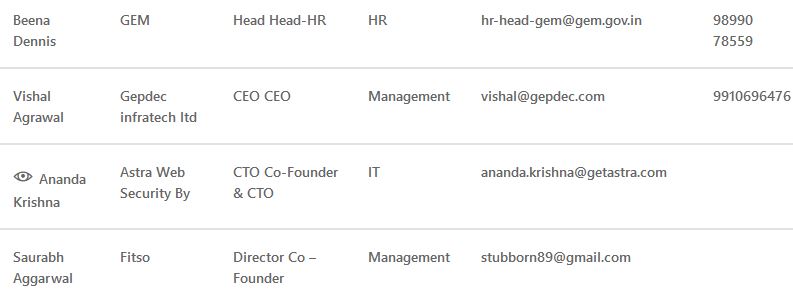 Beena Dennis GEM Head Head-HR HR hr-head-gem@gem.gov.in 98990 78559
Vishal Agrawal Gepdec infratech ltd CEO CEO Management vishal@gepdec.com 9910696476
Ananda Krishna Astra Web Security By CTO Co-Founder & CTO IT ananda.krishna@getastra.com
Saurabh Aggarwal Fitso Director Co – Founder Management stubborn89@gmail.com